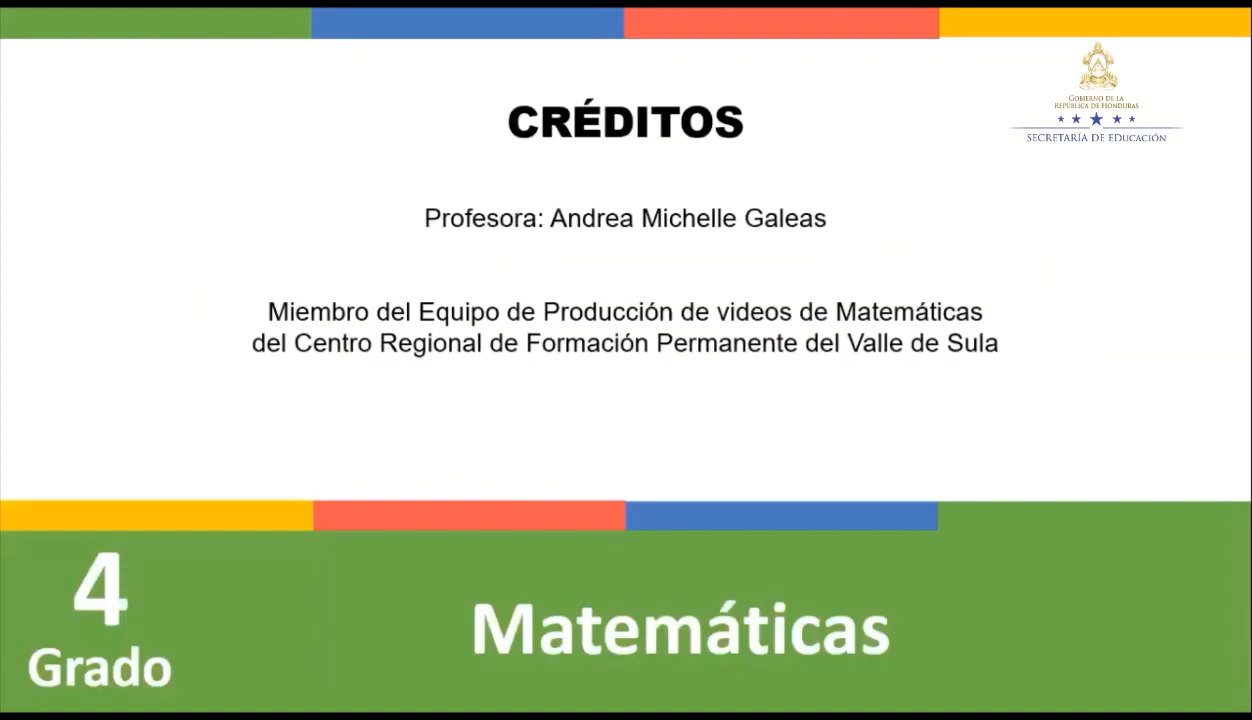 CRÉDITOS
GOBIERNO DE LA
REPÚBLICA DE HONDURAS
SECRETARÍA DE EDUCACIÓN
Profesora: Andrea Michelle Galeas
Miembro del Equipo de Producción de videos de Matemáticas
del Centro Regional de Formación Permanente del Valle de Sula
4
Grado
Matemáticas